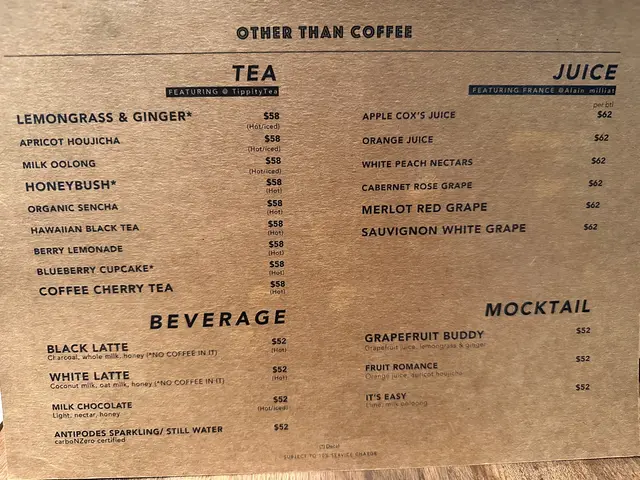 OTHER THAN COFFEE
TEA
FEATURING @ TippityTea
LEMONGRASS & GINGER* $58
(Hot/iced)
APRICOT HOUJICHA $58
(Hot/iced)
MILK OOLONG $58
(Hot/iced)
HONEYBUSH* $58
(Hot)
ORGANIC SENCHA $58
(Hot)
HAWAIIAN BLACK TEA $58
(Hot)
BERRY LEMONADE $58
(Hot)
BLUEBERRY CUPCAKE* $58
(Hot)
COFFEE CHERRY TEA $58
(Hot)
BEVERAGE
BLACK LATTE $52
Charcoal, whole milk, honey (*NO COFFEE IN IT) (Hot)
WHITE LATTE $52
Coconut milk, oat milk, honey (*NO COFFEE IN IT) (Hot)
MILK CHOCOLATE $52
Light, nectar, honey (Hot/iced)
ANTIPODES SPARKLING/ STILL WATER $52
carboNZero certified
JUICE
FEATURING FRANCE @Alain_milliat
per btl
APPLE COX'S JUICE $62
ORANGE JUICE $62
WHITE PEACH NECTARS $62
CABERNET ROSE GRAPE $62
MERLOT RED GRAPE $62
SAUVIGNON WHITE GRAPE $62
MOCKTAIL
GRAPEFRUIT BUDDY $52
Grapefruit juice, lemongrass & ginger
FRUIT ROMANCE $52
Orange juice, apricot houjicha
IT'S EASY $52
Lime, milk oolong
SUBJECT TO 10% SERVICE CHARGE